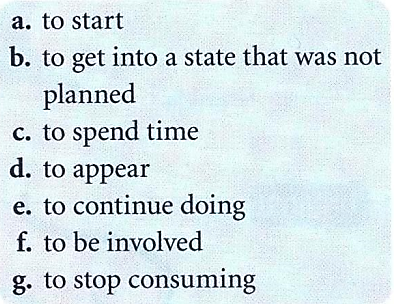 a. to start
b. to get into a state that was not
planned
c. to spend time
d. to appear
e. to continue doing
f. to be involved
g. to stop consuming